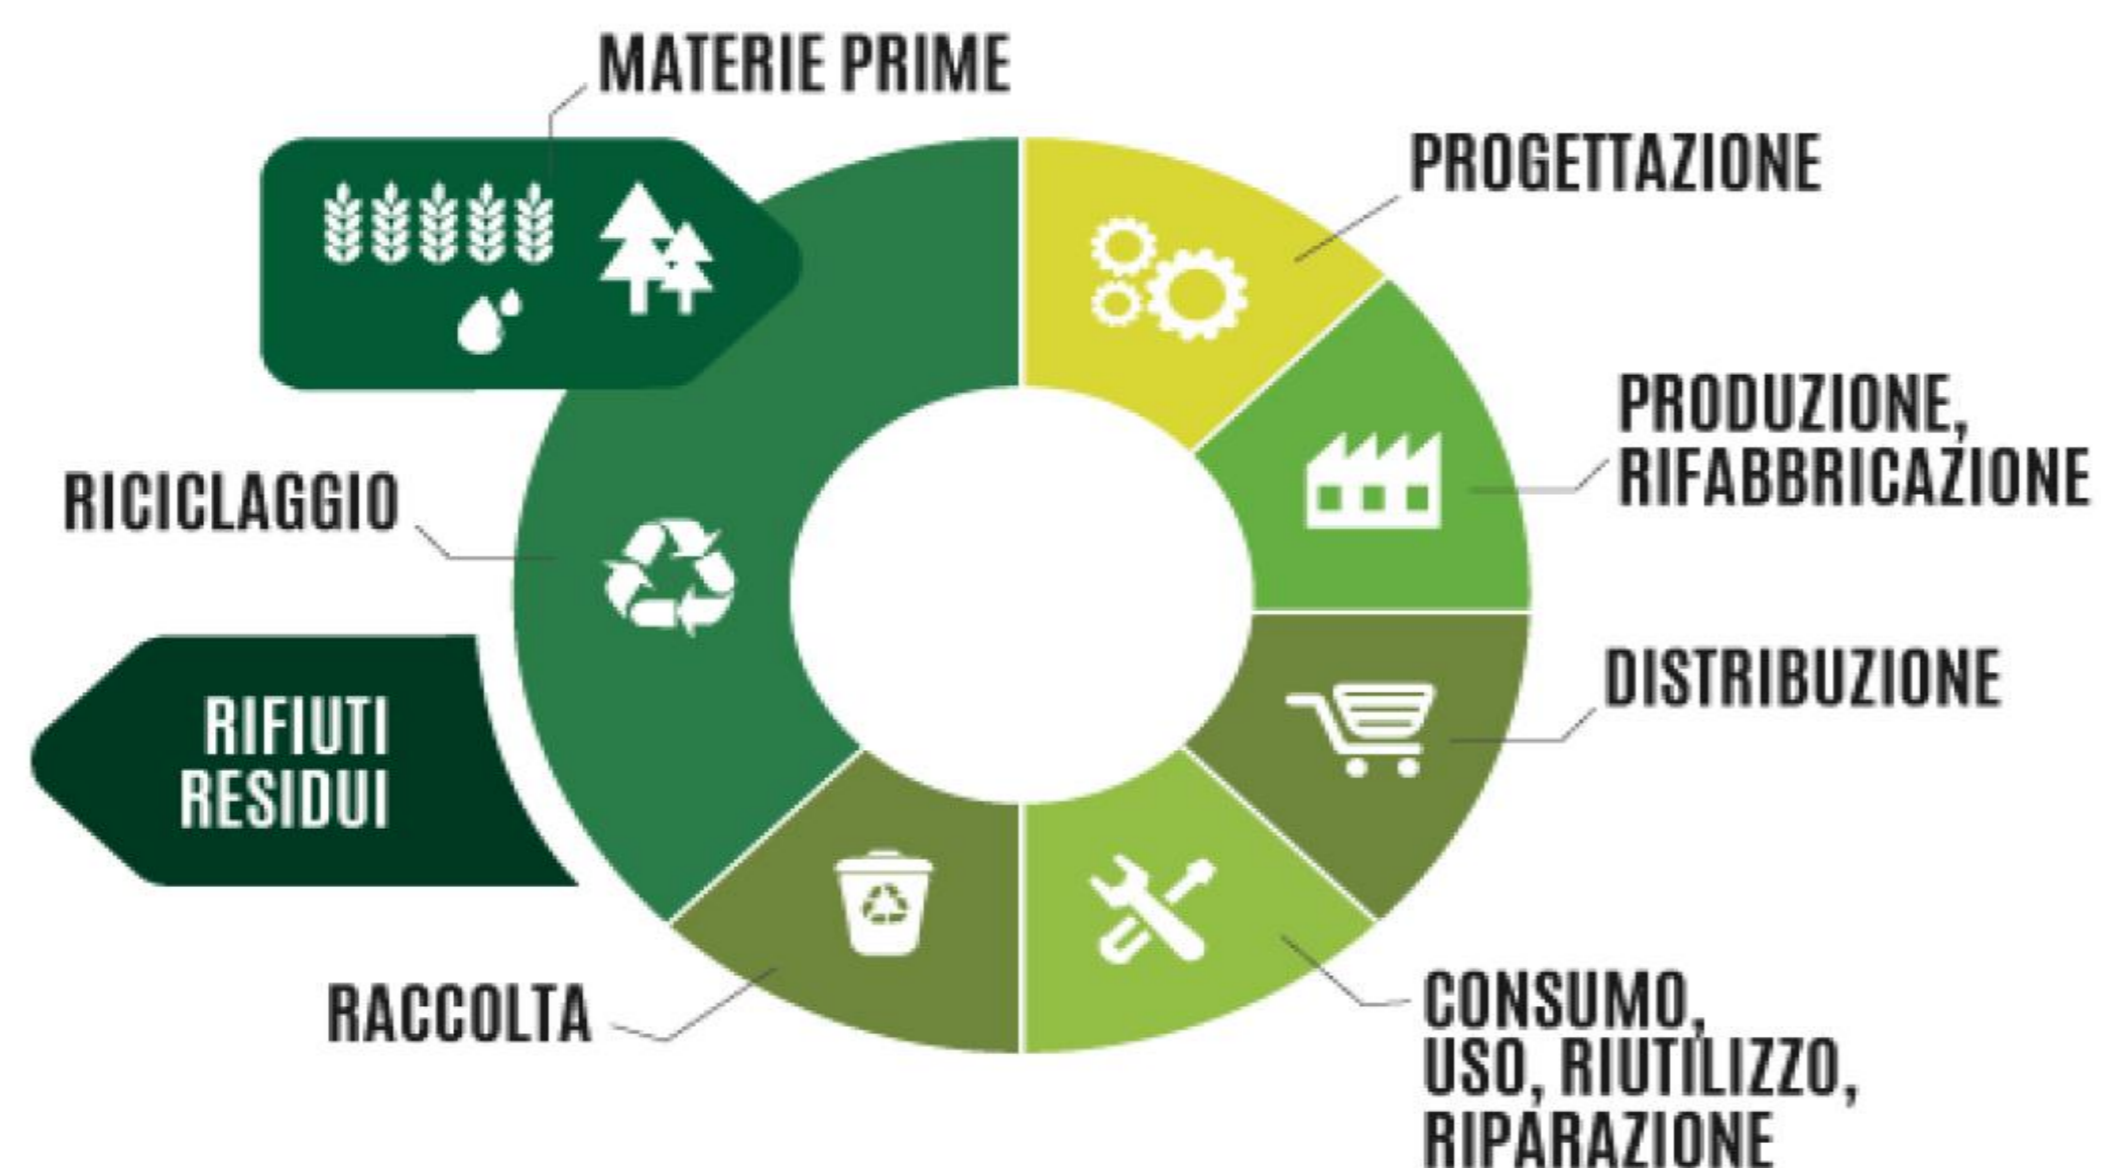 MATERIE PRIME
PROGETTAZIONE
PRODUZIONE,
RIFABBRICAZIONE
DISTRIBUZIONE
CONSUMO,
USO, RIUTILIZZO,
RIPARAZIONE
RACCOLTA
RICICLAGGIO
RIFIUTI
RESIDUI